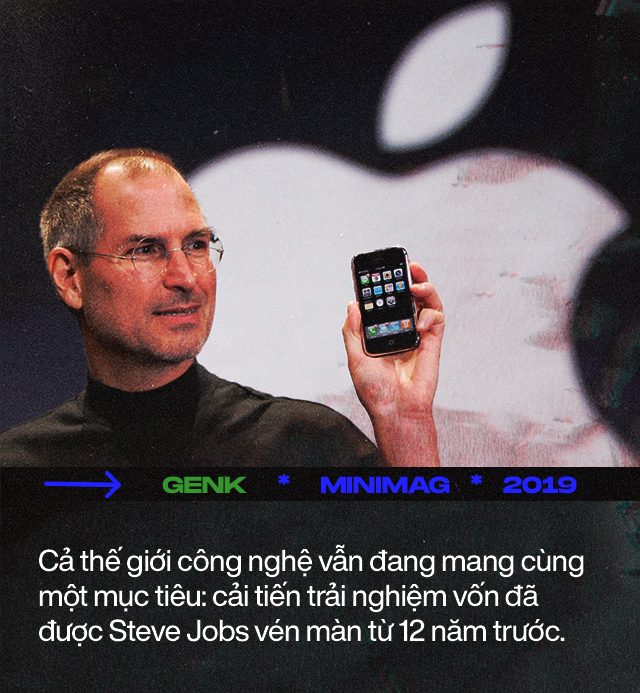 GENK * MINIMAG * 2019
Cả thế giới công nghệ vẫn đang mang cùng
một mục tiêu: cải tiến trải nghiệm vốn đã
được Steve Jobs vén màn từ 12 năm trước.